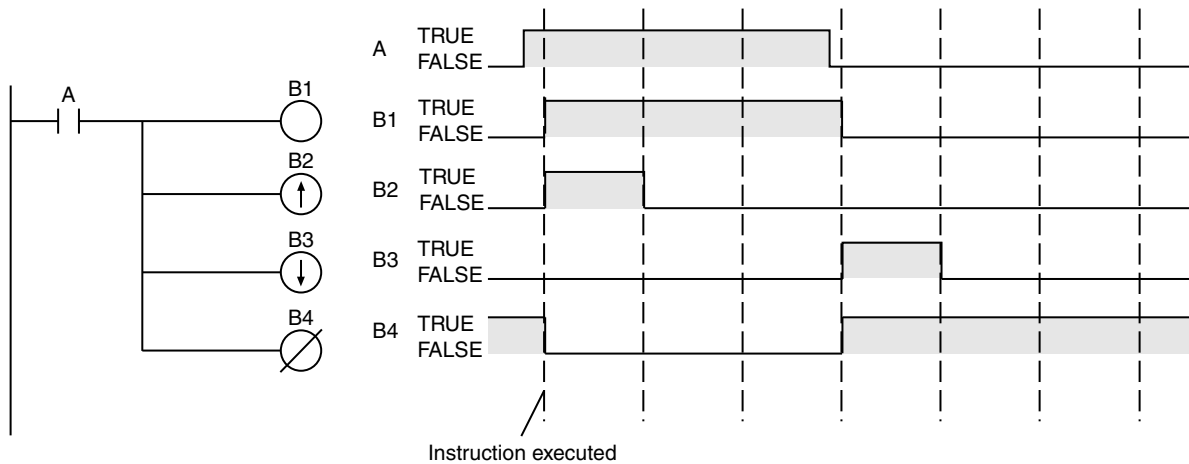 A
B1
B2
B3
B4
A TRUE
FALSE
B1 TRUE
FALSE
B2 TRUE
FALSE
B3 TRUE
FALSE
B4 TRUE
FALSE
Instruction executed